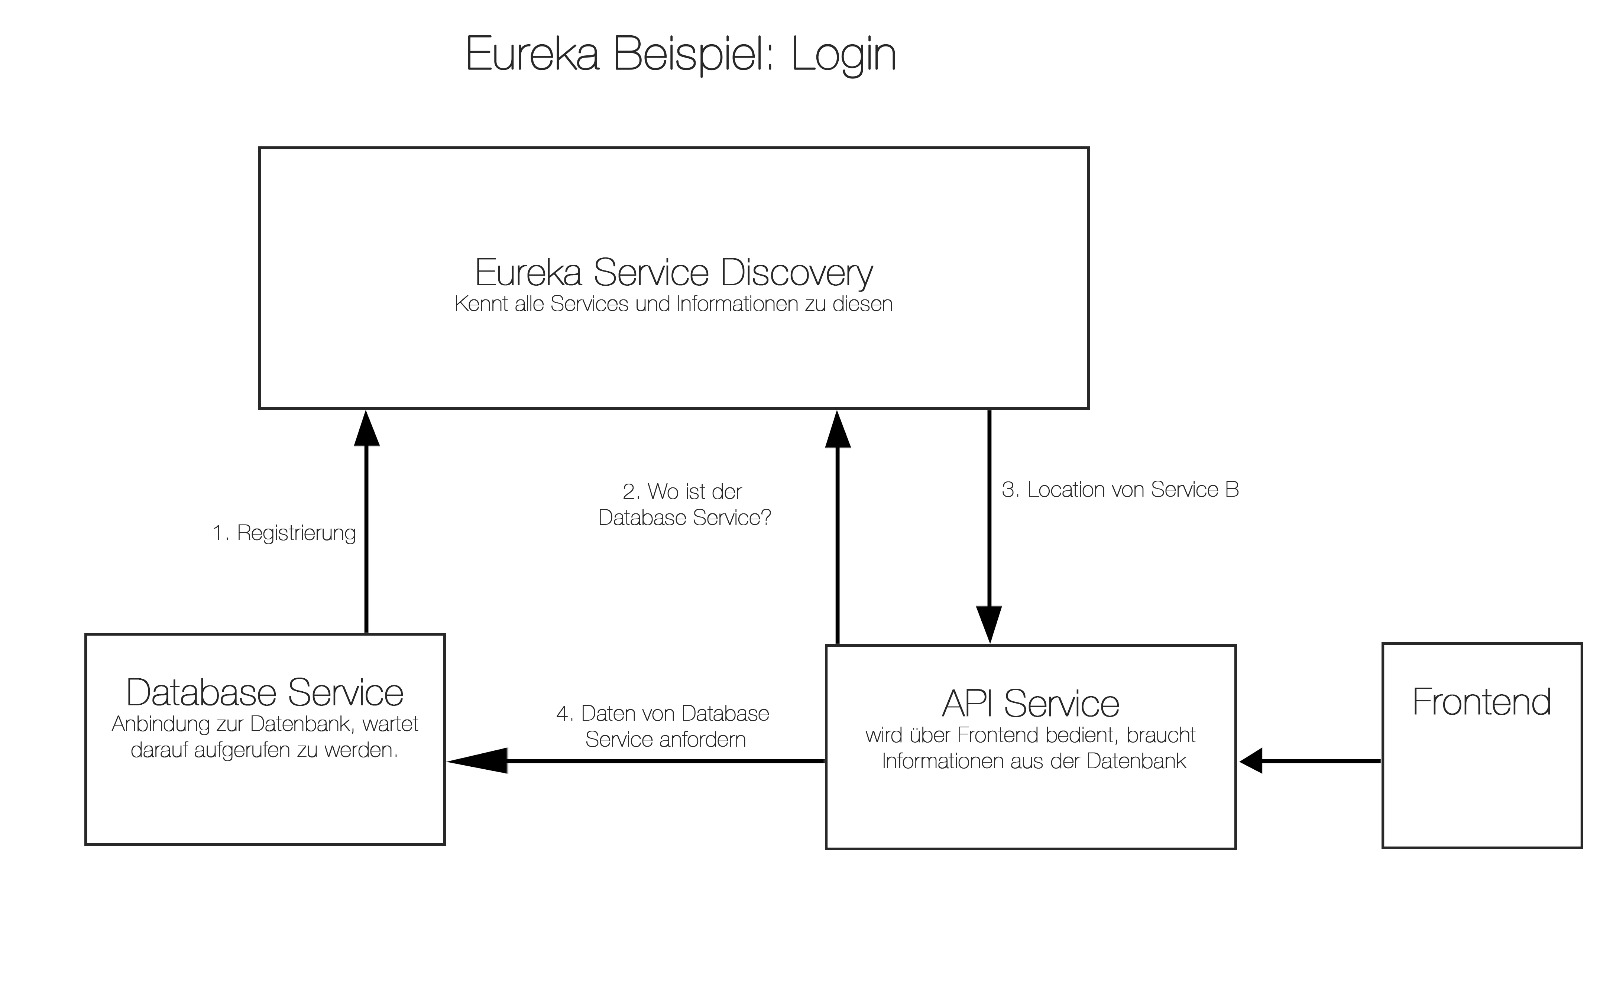 Eureka Beispiel: Login
Eureka Service Discovery
Kennt alle Services und Informationen zu diesen
1. Registrierung
2. Wo ist der
Database Service?
3. Location von Service B
Database Service
Anbindung zur Datenbank, wartet
darauf aufgerufen zu werden.
4. Daten von Database
Service anfordern
API Service
wird über Frontend bedient, braucht
Informationen aus der Datenbank
Frontend